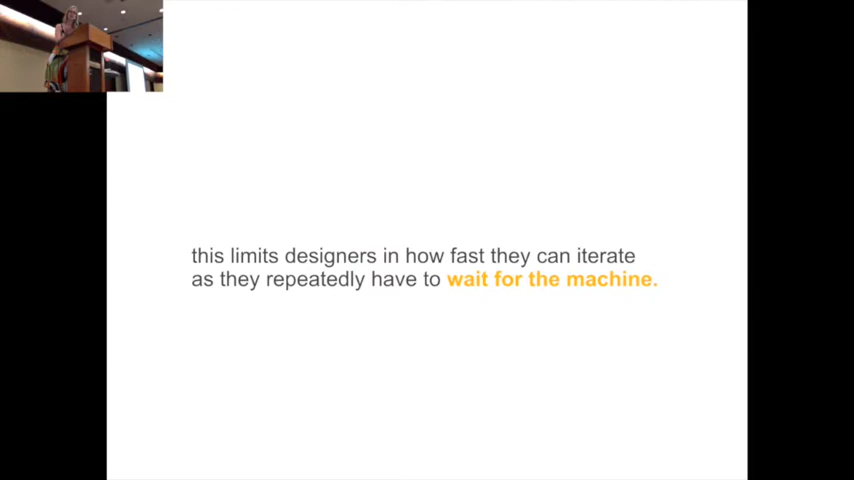 this limits designers in how fast they can iterate
as they repeatedly have to wait for the machine.